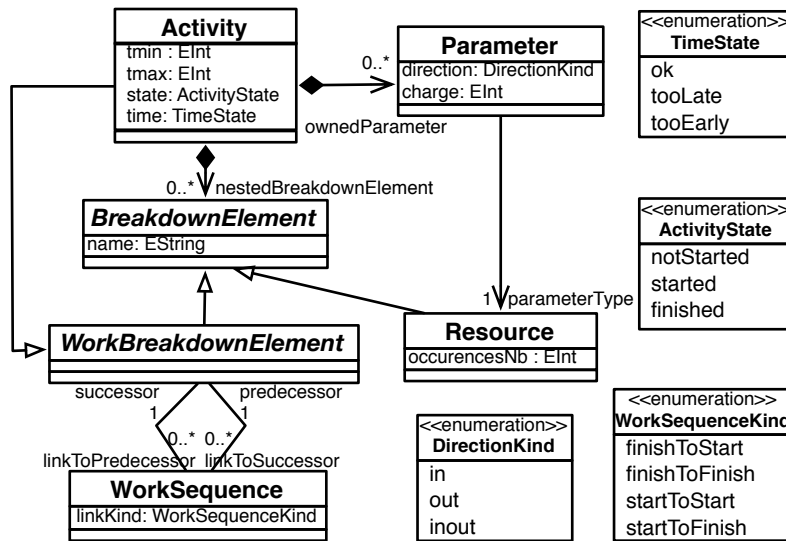 Activity
tmin : EInt
tmax: EInt
state: ActivityState
time: TimeState
0..*
ownedParameter
Parameter
direction: DirectionKind
charge: EInt
<<enumeration>>
TimeState
ok
tooLate
tooEarly
0..*
nestedBreakdownElement
BreakdownElement
name: EString
<<enumeration>>
ActivityState
notStarted
started
finished
1
parameterType
WorkBreakdownElement
Resource
occurencesNb : EInt
successor
predecessor
1
1
0..*
0..*
linkToPredecessor
linkToSuccessor
WorkSequence
linkKind: WorkSequenceKind
<<enumeration>>
DirectionKind
in
out
inout
<<enumeration>>
WorkSequenceKind
finishToStart
finishToFinish
startToStart
startToFinish